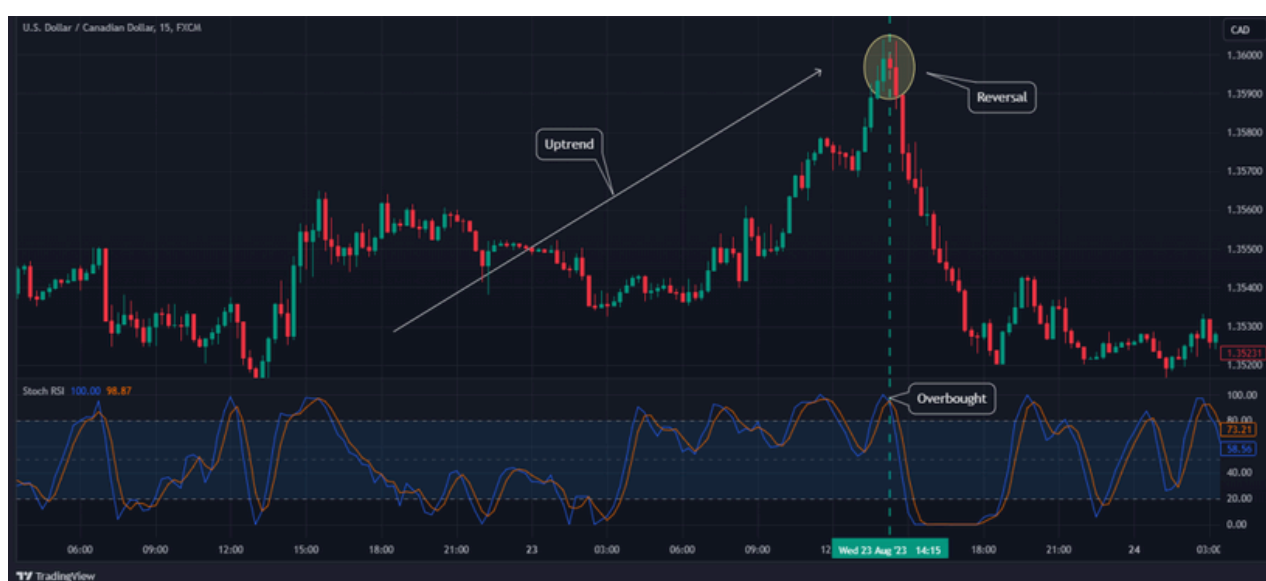 U.S. Dollar / Canadian Dollar, 15, FXCM
CAD
1.36000
1.35900
Reversal
1.35800
Uptrend
1.35700
1.35600
1.35500
1.35400
1.35300
1.35231
1.35200
Stoch RSI 100.00 98.87
100.00
Overbought
80.00
73.21
58.56
40.00
20.00
0.00
06:00 09:00 12:00 15:00 18:00 21:00 23 03:00 06:00 09:00 12 Wed 23 Aug '23 14:15 18:00 21:00 24 03:00
TradingView